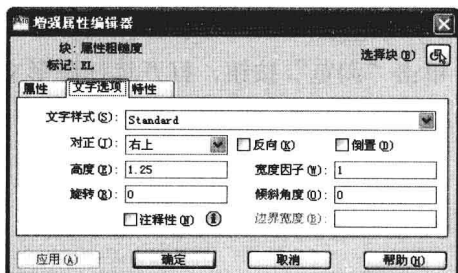 增强属性编辑器
块: 属性粗糙度
标记: EL
选择块(B)
属性 文字选项 特性
文字样式(S): Standard
对正(J): 右上 反向(K) 倒置(D)
高度(E): 1.25 宽度因子(W): 1
旋转(R): 0 倾斜角度(O): 0
注释性(N) 边界宽度(B):
应用(A) 确定 取消 帮助(H)